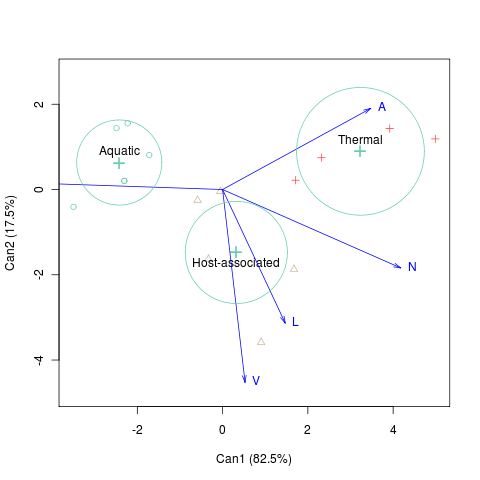 2
0
-2
-4
Can2 (17.5%)
A
Thermal
Aquatic
Host-associated
N
L
V
-2
0
2
4
Can1 (82.5%)